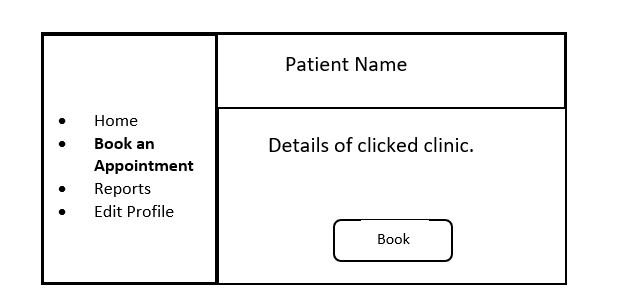 Patient Name
• Home
• Book an
Appointment
• Reports
• Edit Profile
Details of clicked clinic.
Book